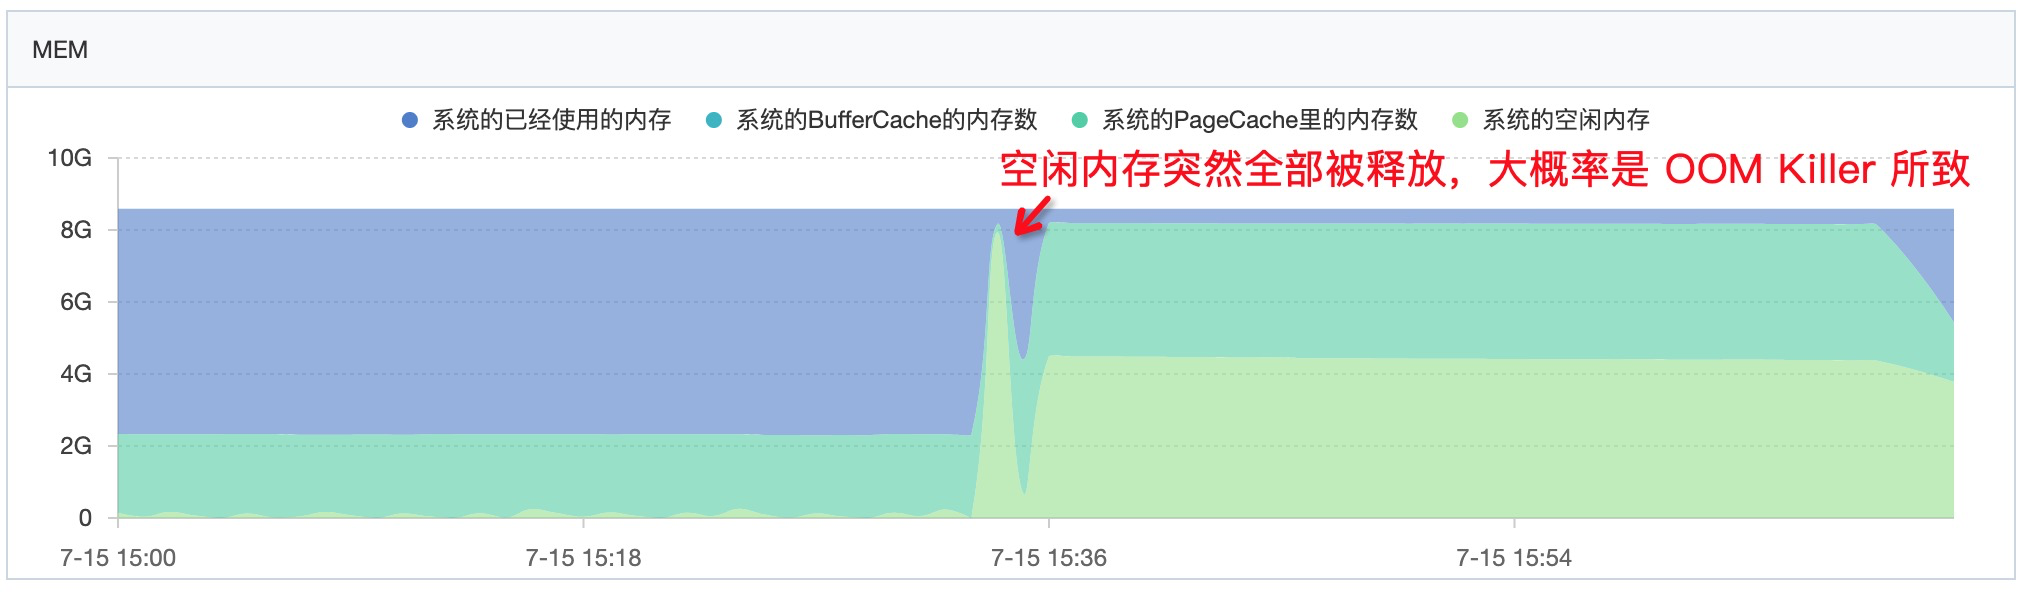 MEM
系统的已经使用的内存 系统的BufferCache的内存数 系统的PageCache里的内存数 系统的空闲内存
10G
空闲内存突然全部被释放，大概率是 OOM Killer 所致
8G
6G
4G
2G
0
7-15 15:00 7-15 15:18 7-15 15:36 7-15 15:54